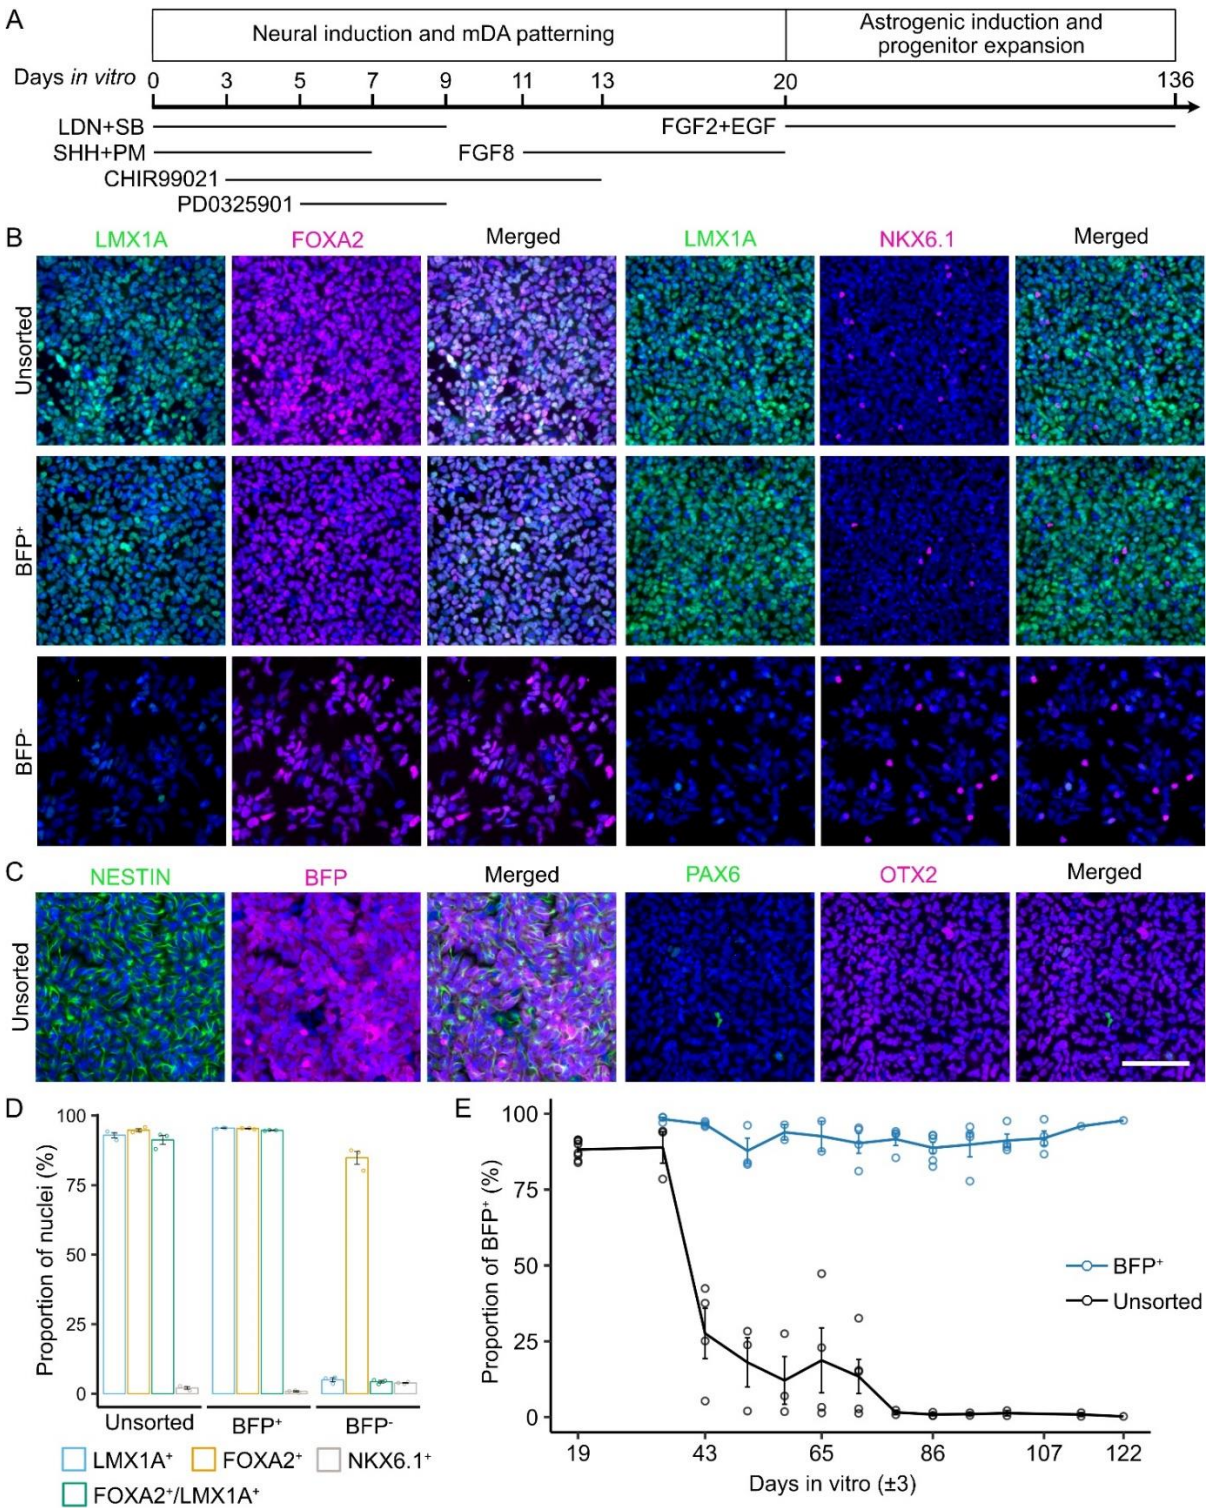 A
Neural induction and mDA patterning
Astrogenic induction and
progenitor expansion
Days in vitro 0 3 5 7 9 11 13 20 136
LDN+SB
FGF2+EGF
SHH+PM
FGF8
CHIR99021
PD0325901
B
LMX1A FOXA2 Merged LMX1A NKX6.1 Merged
Unsorted
BFP⁺
BFP⁻
C
NESTIN BFP Merged PAX6 OTX2 Merged
Unsorted
D
Proportion of nuclei (%)
100
75
50
25
0
Unsorted BFP⁺ BFP⁻
LMX1A⁺ FOXA2⁺ NKX6.1⁺
FOXA2⁺/LMX1A⁺
E
Proportion of BFP⁺ (%)
100
75
50
25
0
BFP⁺
Unsorted
19 43 65 86 107 122
Days in vitro (±3)